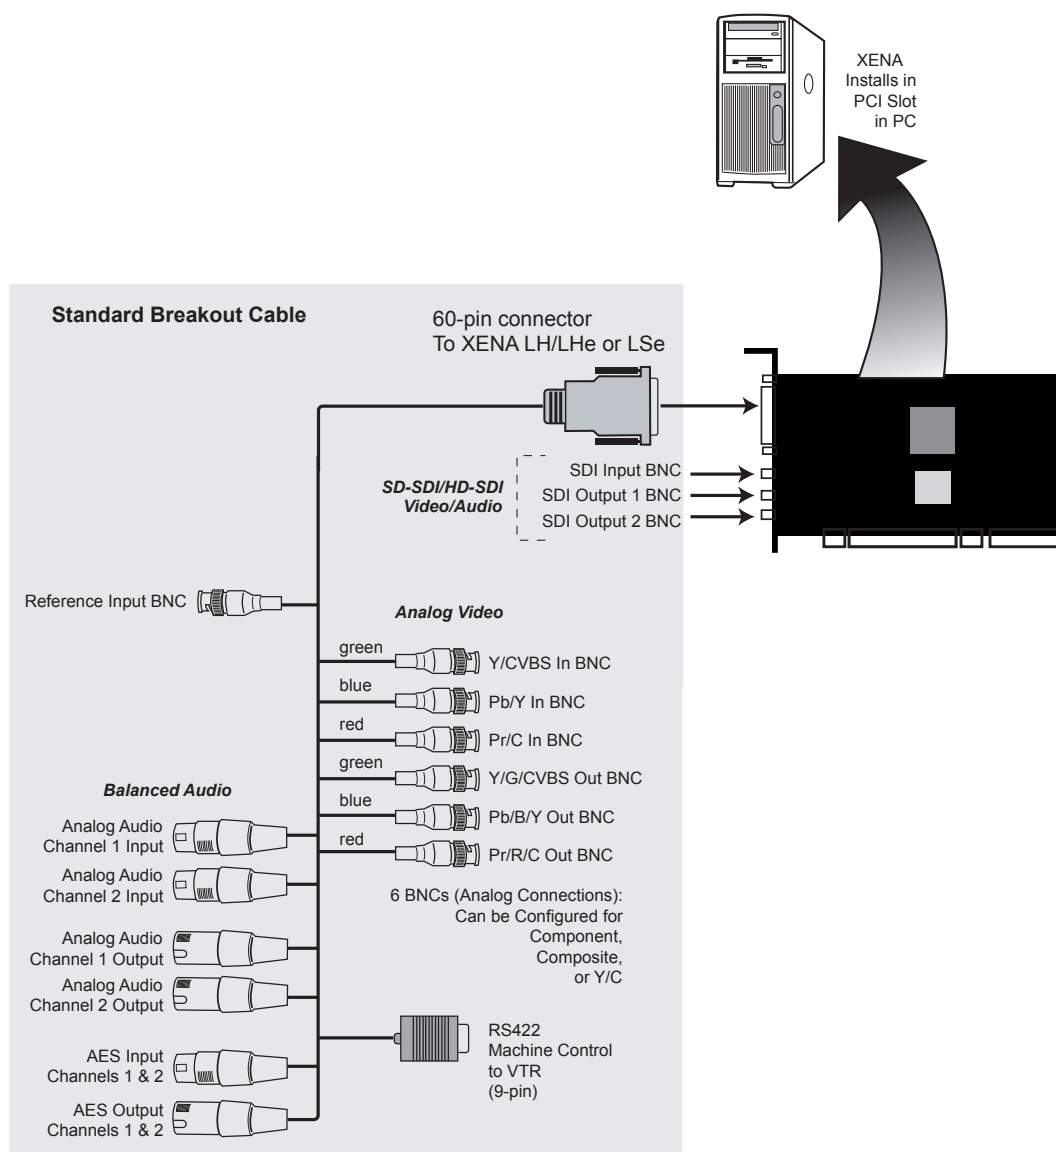 XENA
Installs in
PCI Slot
in PC
Standard Breakout Cable
60-pin connector
To XENA LH/LHe or LSe
SD-SDI/HD-SDI
Video/Audio
SDI Input BNC
SDI Output 1 BNC
SDI Output 2 BNC
Reference Input BNC
Analog Video
green
Y/CVBS In BNC
blue
Pb/Y In BNC
red
Pr/C In BNC
green
Y/G/CVBS Out BNC
blue
Pb/B/Y Out BNC
red
Pr/R/C Out BNC
6 BNCs (Analog Connections):
Can be Configured for
Component,
Composite,
or Y/C
Balanced Audio
Analog Audio
Channel 1 Input
Analog Audio
Channel 2 Input
Analog Audio
Channel 1 Output
Analog Audio
Channel 2 Output
AES Input
Channels 1 & 2
AES Output
Channels 1 & 2
RS422
Machine Control
to VTR
(9-pin)